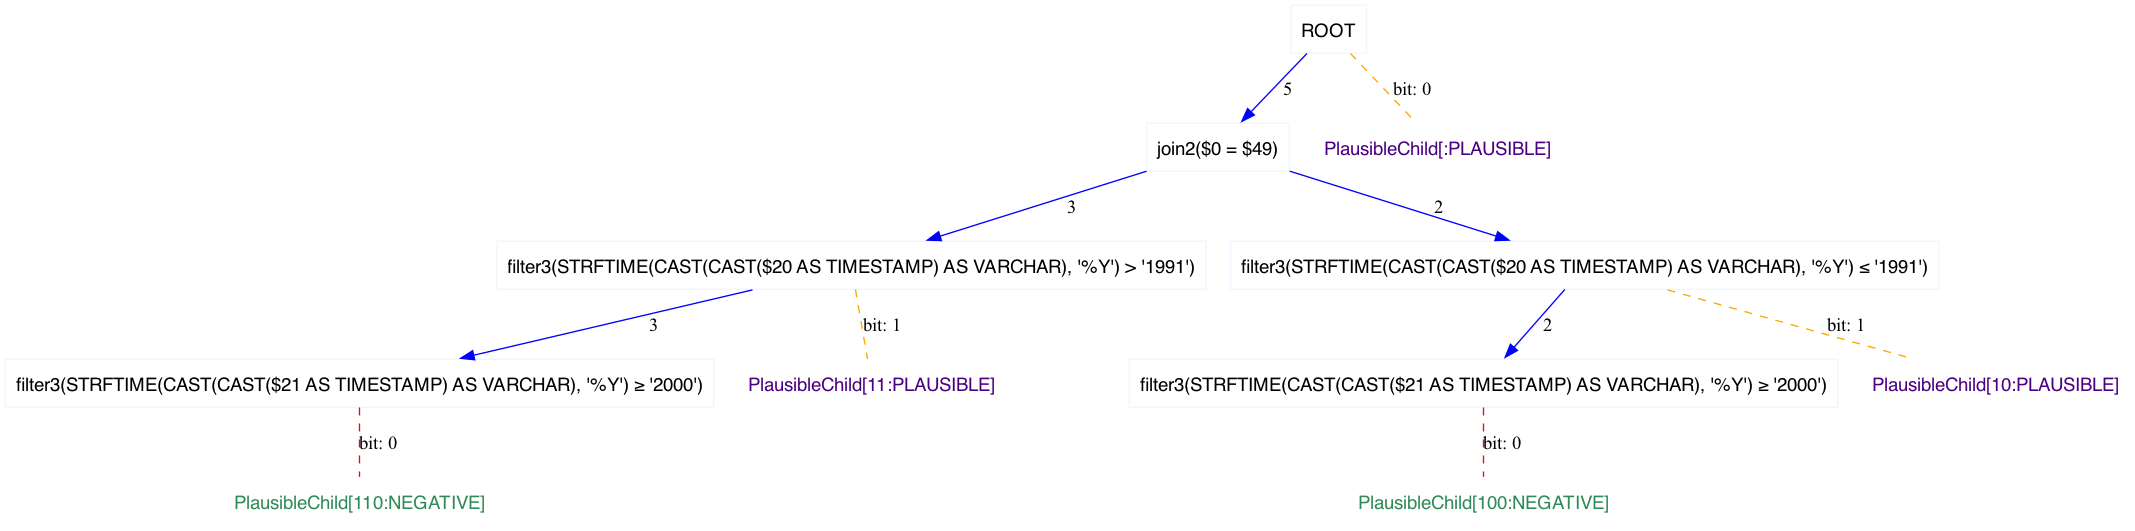 ROOT
5
bit: 0
join2($0 = $49)
PlausibleChild[:PLAUSIBLE]
3
2
filter3(STRFTIME(CAST(CAST($20 AS TIMESTAMP) AS VARCHAR), '%Y') > '1991')
filter3(STRFTIME(CAST(CAST($20 AS TIMESTAMP) AS VARCHAR), '%Y') ≤ '1991')
3
bit: 1
2
bit: 1
filter3(STRFTIME(CAST(CAST($21 AS TIMESTAMP) AS VARCHAR), '%Y') ≥ '2000')
PlausibleChild[11:PLAUSIBLE]
filter3(STRFTIME(CAST(CAST($21 AS TIMESTAMP) AS VARCHAR), '%Y') ≥ '2000')
PlausibleChild[10:PLAUSIBLE]
bit: 0
bit: 0
PlausibleChild[110:NEGATIVE]
PlausibleChild[100:NEGATIVE]